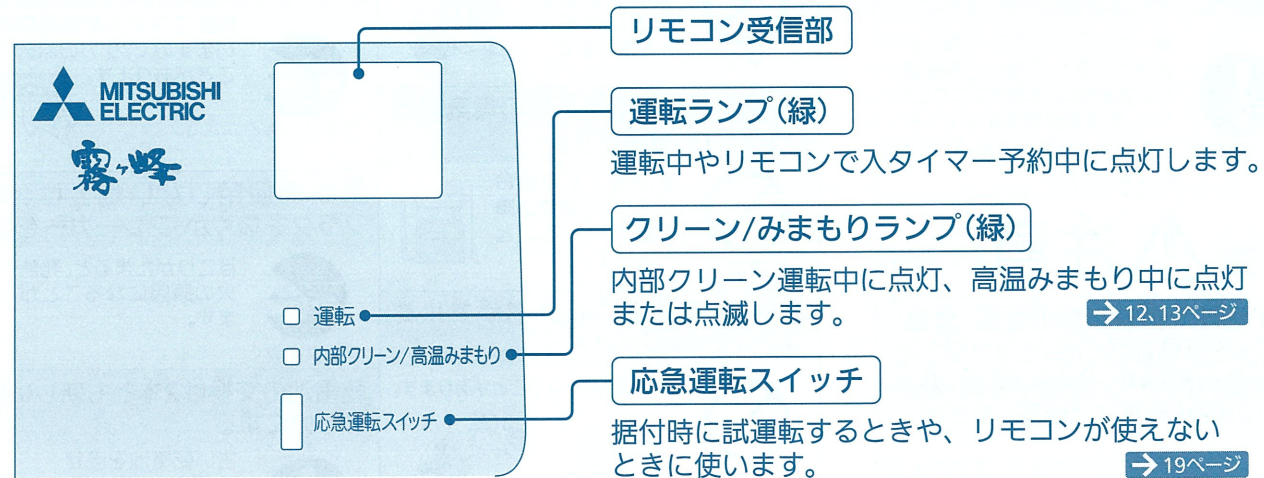 MITSUBISHI
ELECTRIC
霧ヶ峰
運転
内部クリーン/高温みまもり
応急運転スイッチ
リモコン受信部
運転ランプ(緑)
運転中やリモコンで入タイマー予約中に点灯します。
クリーン/みまもりランプ(緑)
内部クリーン運転中に点灯、高温みまもり中に点灯
または点滅します。
→12、13ページ
応急運転スイッチ
据付時に試運転するときや、リモコンが使えない
ときに使います。
→19ページ